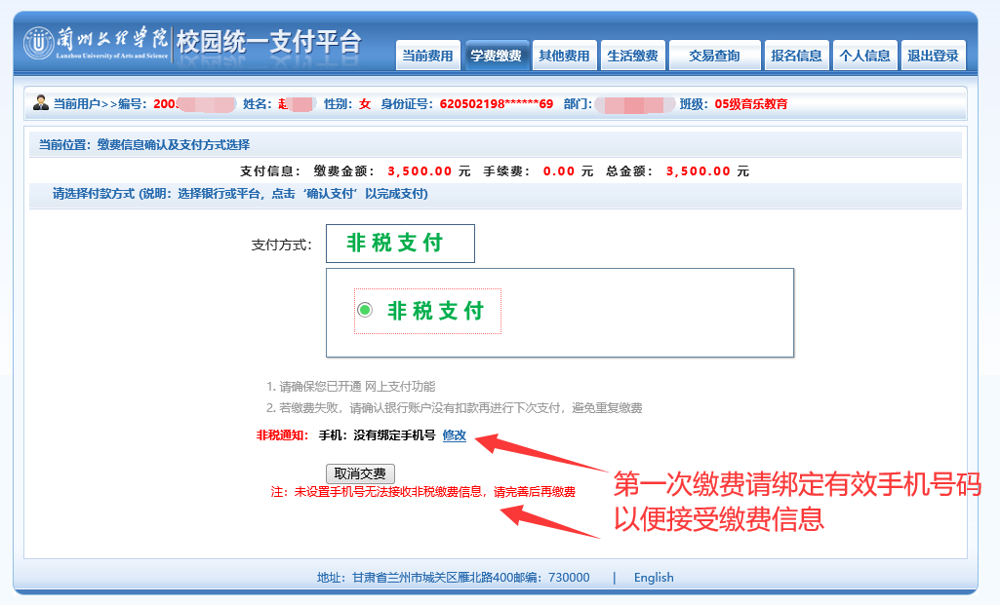 兰州文理学院 校园统一支付平台
Lanzhou University of Arts and Science
当前费用 学费缴费 其他费用 生活缴费 交易查询 报名信息 个人信息 退出登录
当前用户>>编号：200 姓名： 性别：女 身份证号：620502198******69 部门： 班级：05级音乐教育
当前位置：缴费信息确认及支付方式选择
支付信息： 缴费金额： 3,500.00 元 手续费： 0.00 元 总金额： 3,500.00 元
请选择付款方式 (说明：选择银行或平台，点击‘确认支付’以完成支付)
支付方式： 非税支付
非税支付
1. 请确保您已开通 网上支付功能
2. 若缴费失败，请确认银行账户没有扣款再进行下次支付，避免重复缴费
非税通知： 手机：没有绑定手机号 修改
取消交费
注：未设置手机号无法接收非税缴费信息，请完善后再缴费
第一次缴费请绑定有效手机号码
以便接受缴费信息
地址：甘肃省兰州市城关区雁北路400邮编：730000 | English